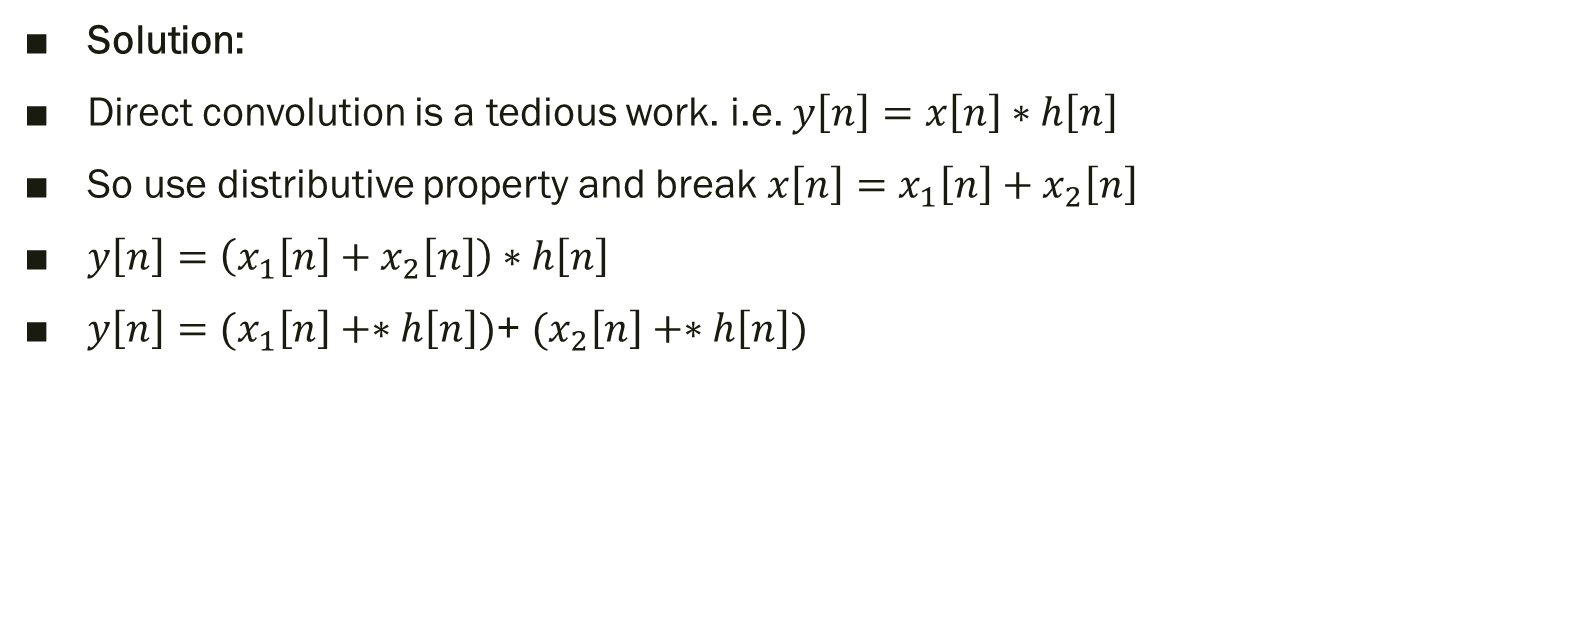 ■ Solution:
■ Direct convolution is a tedious work. i.e. y[n] = x[n] ∗ h[n]
■ So use distributive property and break x[n] = x₁[n] + x₂[n]
■ y[n] = (x₁[n] + x₂[n]) ∗ h[n]
■ y[n] = (x₁[n] +∗ h[n])+ (x₂[n] +∗ h[n])